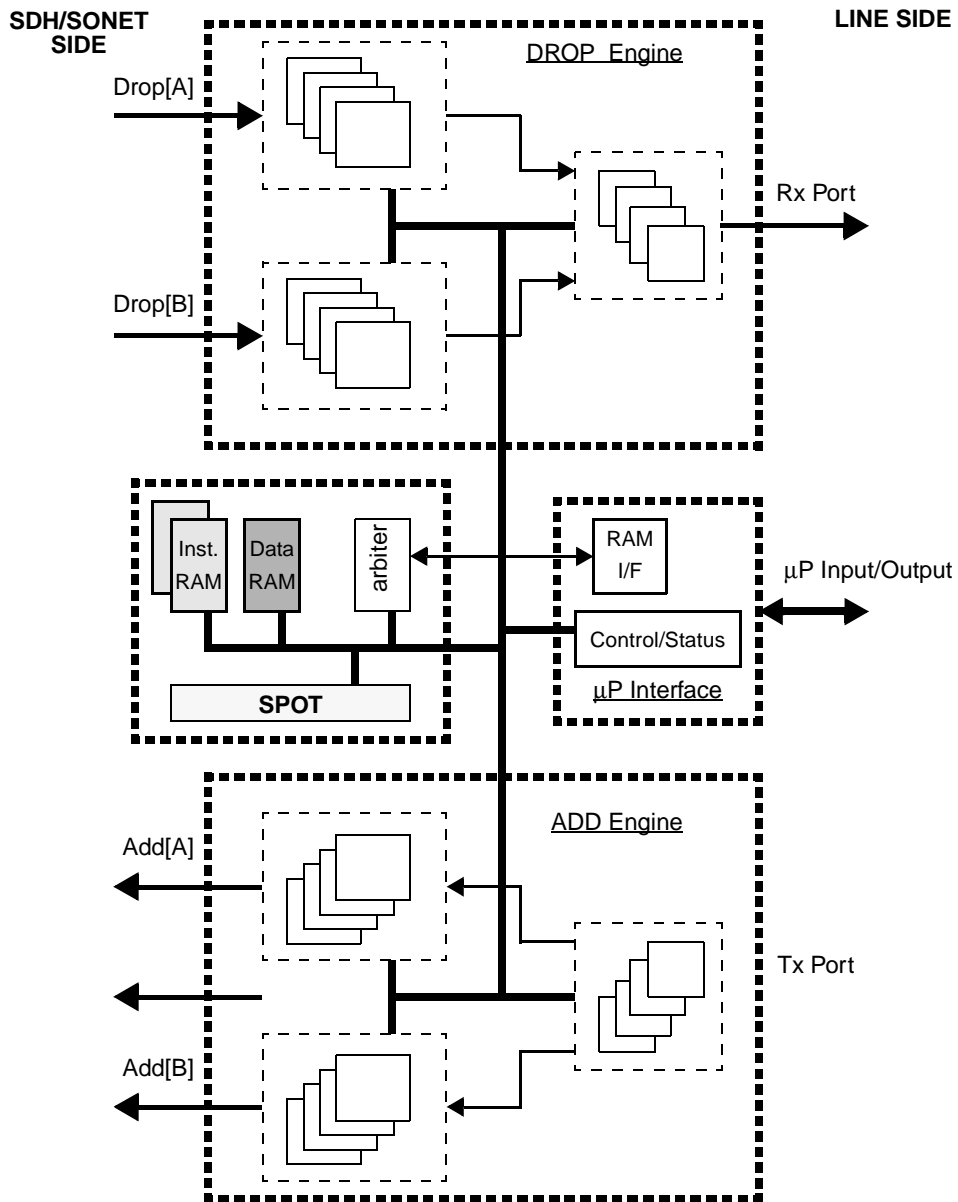 SDH/SONET
SIDE
LINE SIDE
DROP Engine
Drop[A]
Rx Port
Drop[B]
Inst.
RAM
Data
RAM
arbiter
RAM
I/F
μP Input/Output
Control/Status
μP Interface
SPOT
ADD Engine
Add[A]
Tx Port
Add[B]